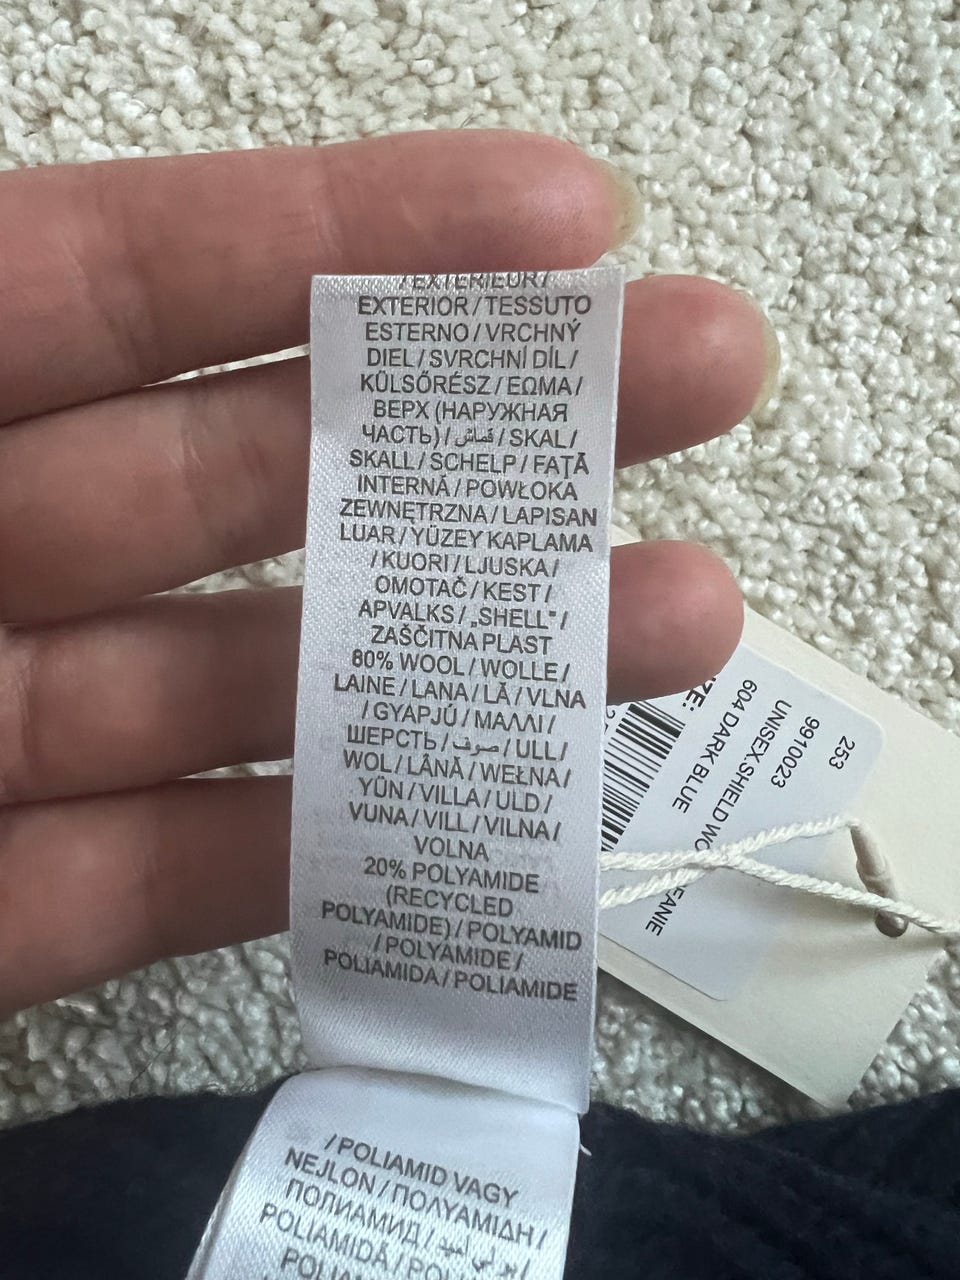 /EXTERIEUR/
EXTERIOR/TESSUTO
ESTERNO/VRCHNÝ
DIEL/SVRCHNÍ DÍL/
KÜLSŐRÉSZ/ΕΩΜΑ/
ВЕРХ (НАРУЖНАЯ
ЧАСТЬ)/قماش/SKAL/
SKALL/SCHELP/FAȚĂ
INTERNĂ/POWŁOKA
ZEWNĘTRZNA/LAPISAN
LUAR/YÜZEY KAPLAMA
/KUORI/LJUSKA/
OMOTAČ/KEST/
APVALKS/„SHELL"/
ZAŠČITNA PLAST
80% WOOL/WOLLE/
LAINE/LANA/LÃ/VLNA
/GYAPJÚ/ΜΑΛΛΙ/
ШЕРСТЬ/صوف/ULL/
WOL/LÂNĂ/WEŁNA/
YÜN/VILLA/ULD/
VUNA/VILL/VILNA/
VOLNA
20% POLYAMIDE
(RECYCLED
POLYAMIDE)/POLYAMID
/POLYAMIDE/
POLIAMIDA/POLIAMIDE
/POLIAMID VAGY
NEJLON/ΠΟΛΥΑΜΙΔΗ/
ПОЛИАМИД/بولي أميد/
POLIAMIDĂ/
253
9910023
UNISEX.SHIELD
604 DARK BLUE